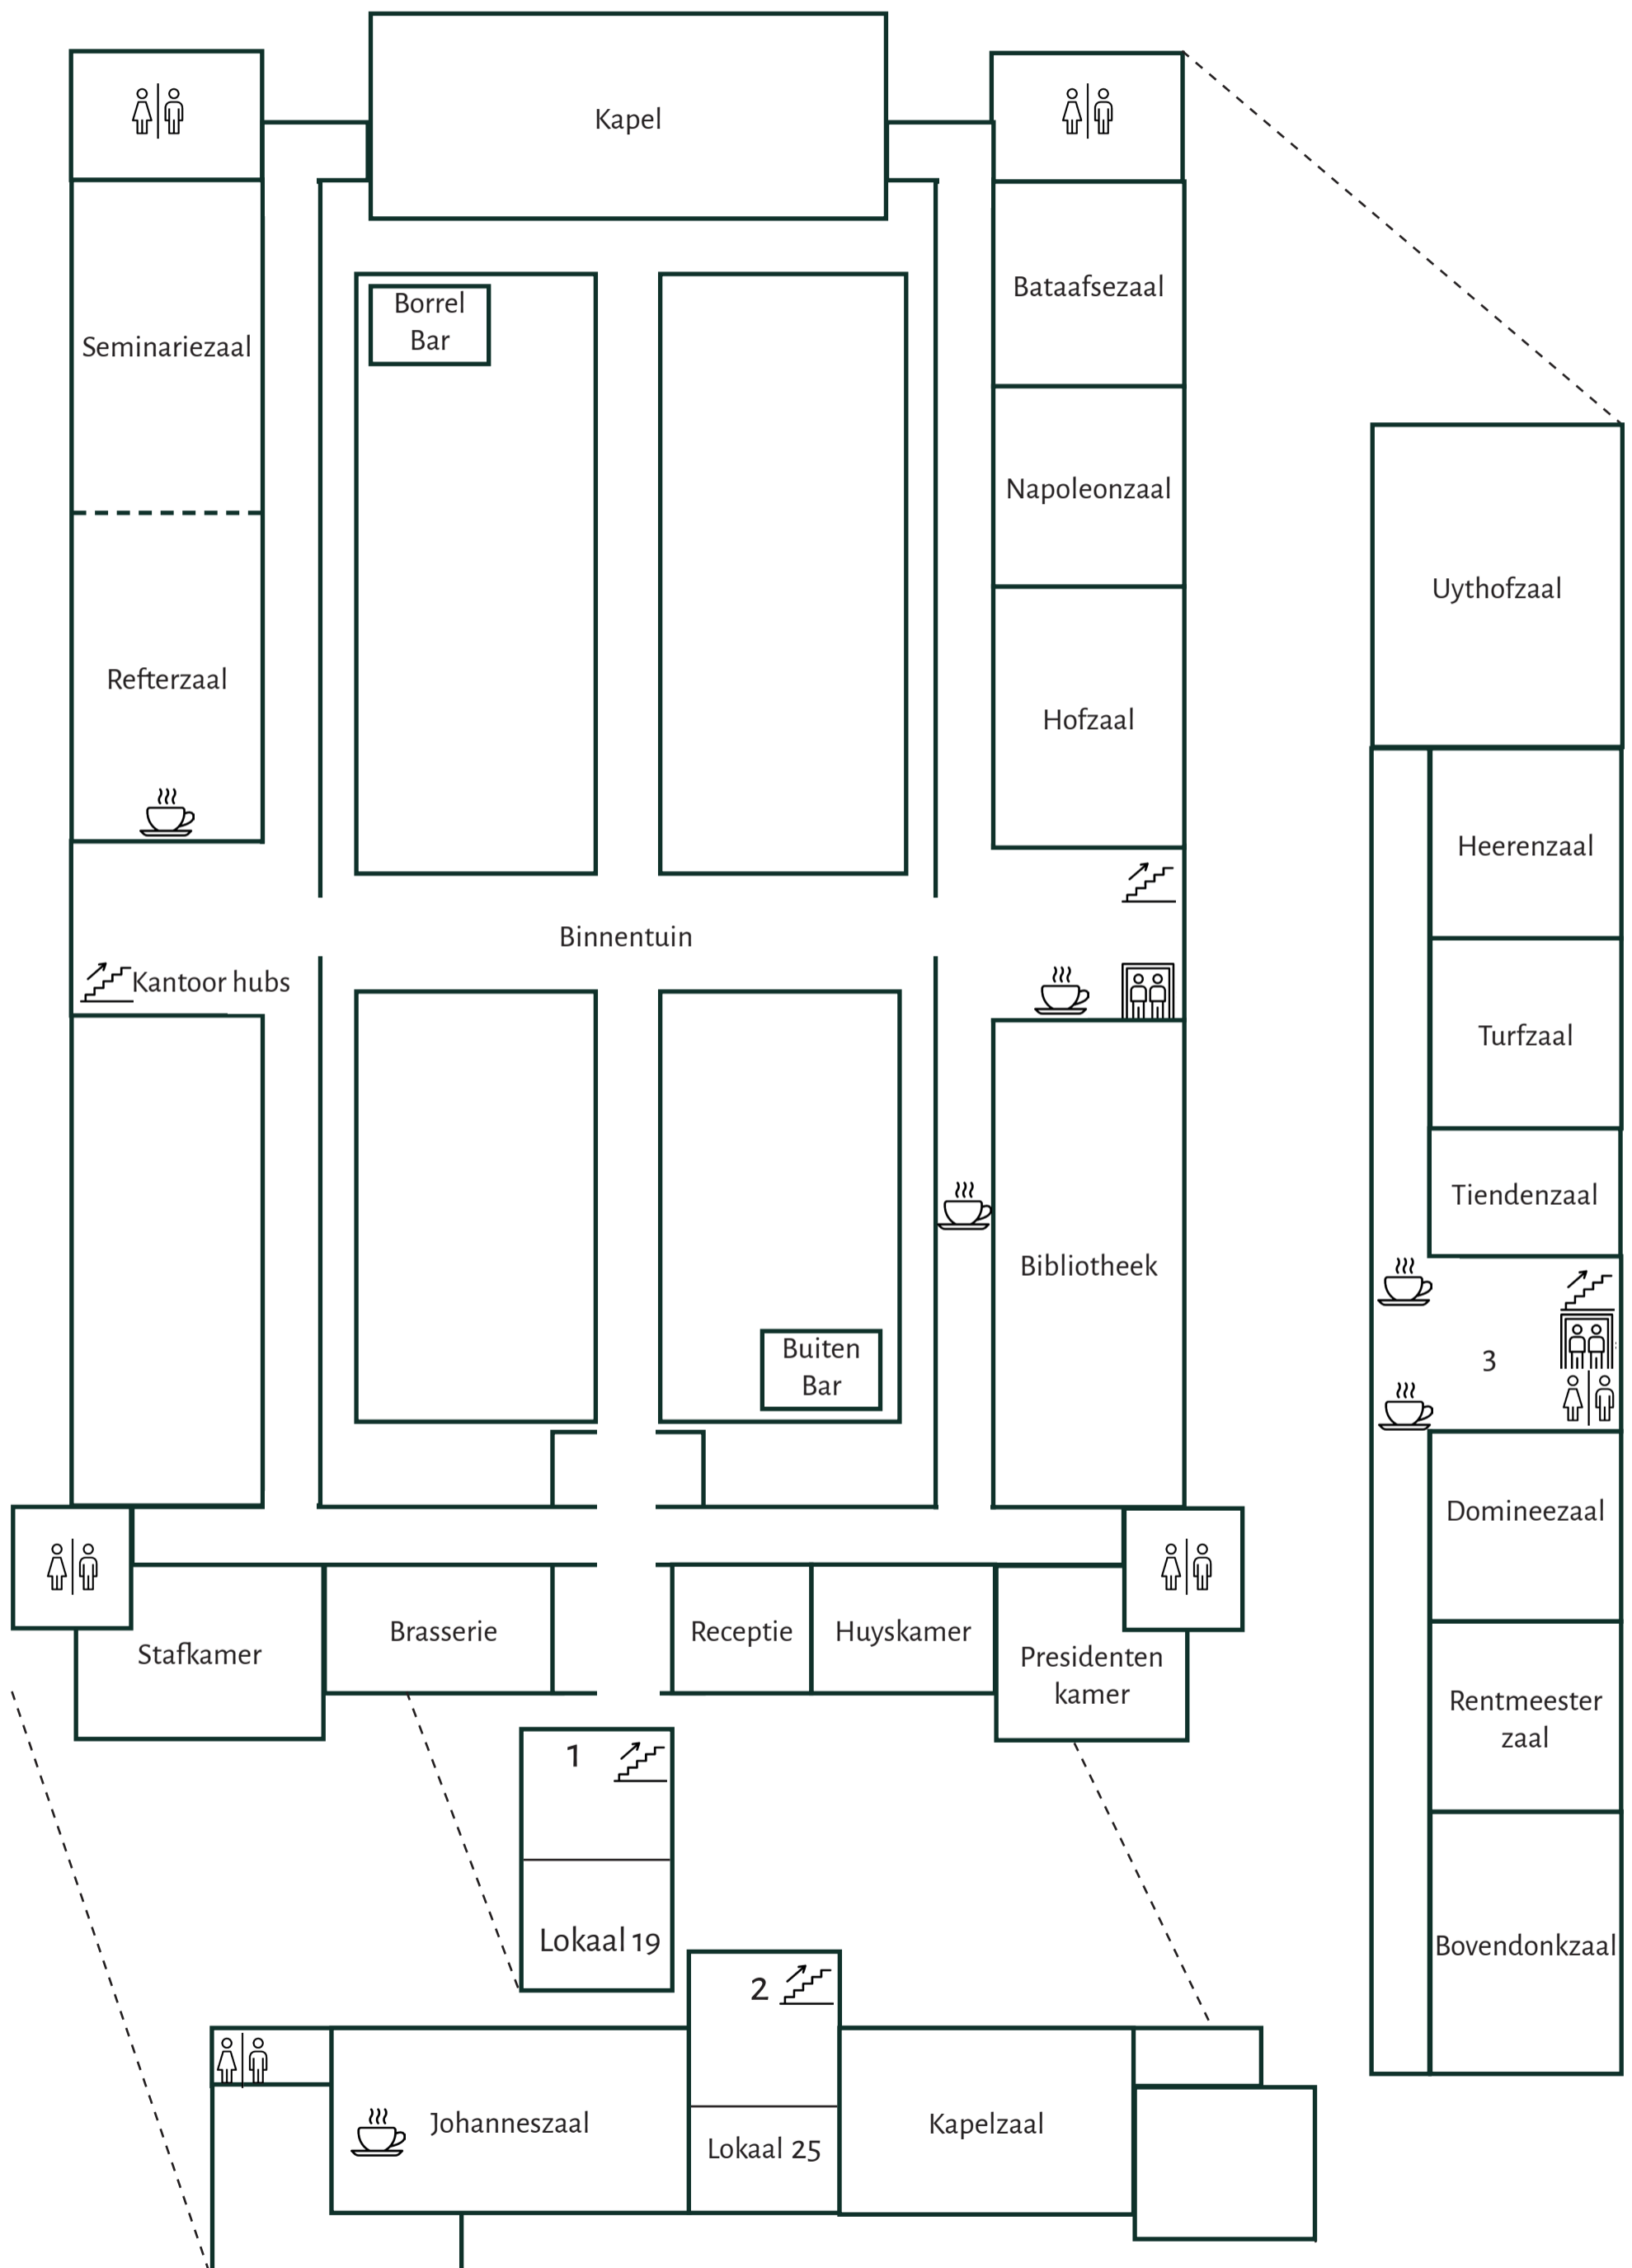 Kapel
Borrel
Bar
Seminariezaal
Refterzaal
Bataafsezaal
Napoleonzaal
Hofzaal
Binnentuin
Kantoor hubs
Bibliotheek
Buiten
Bar
Stafkamer
Brasserie
Receptie
Huyskamer
Presidenten
kamer
1
Lokaal 19
2
Lokaal 25
Johanneszaal
Kapelzaal
Uythofzaal
Heerenzaal
Turfzaal
Tiendenzaal
3
Domineezaal
Rentmeester
zaal
Bovendonkzaal